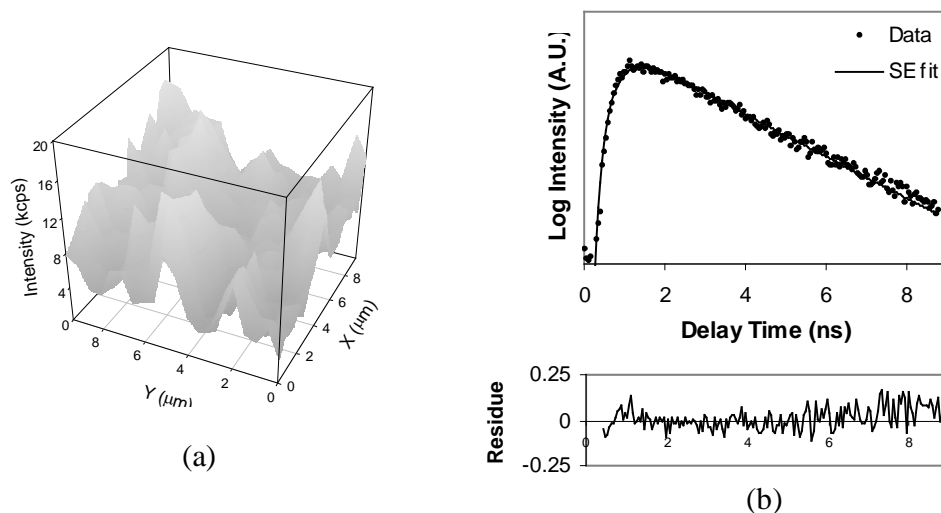 Intensity (kcps)
20
16
12
8
4
0
8
6
4
2
0
Y (μm)
0
2
4
6
8
X (μm)
(a)
Log Intensity (A.U.)
Data
SE fit
0
2
4
6
8
Delay Time (ns)
Residue
0.25
0
-0.25
0
2
4
6
8
(b)